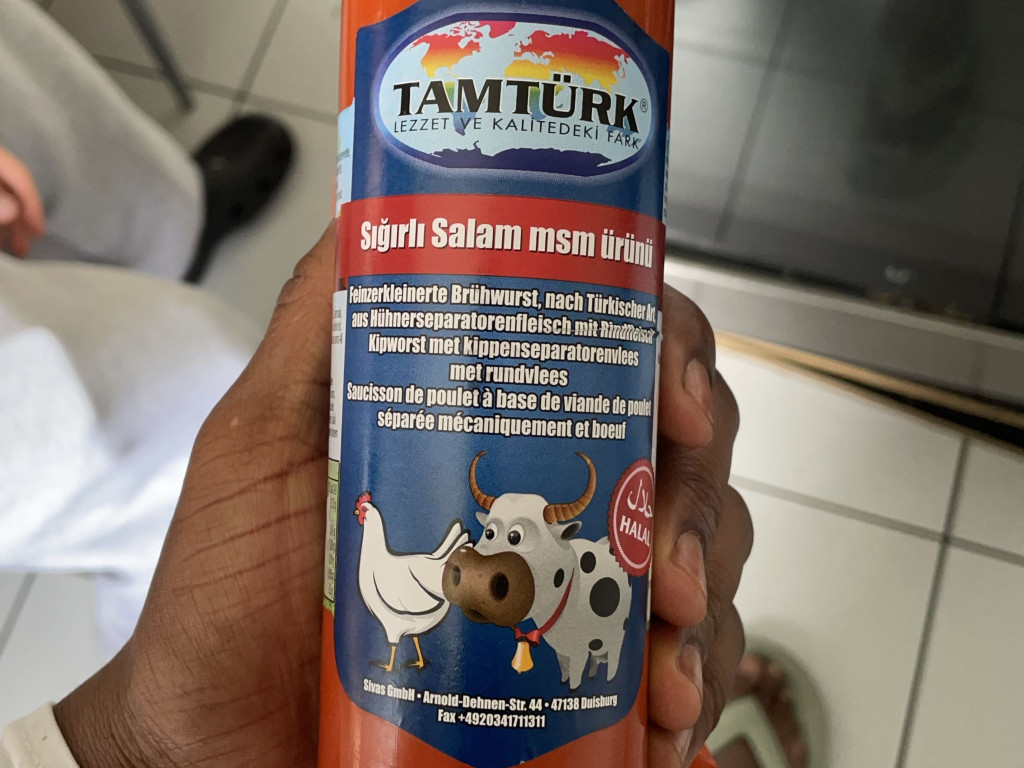 TAMTÜRK®
LEZZET VE KALİTEDEKİ FARK
Sığırlı Salam msm ürünü
Feinzerkleinerte Brühwurst, nach Türkischer Art,
aus Hühnerseparatorenfleisch mit Rindfleisch
Kipworst met kippenseparatorenvlees
met rundvlees
Saucisson de poulet à base de viande de poulet
séparée mécaniquement et boeuf
حلال
HALAL
Sivas GmbH • Arnold-Dehnen-Str. 44 • 47138 Duisburg
Fax +4920341711311